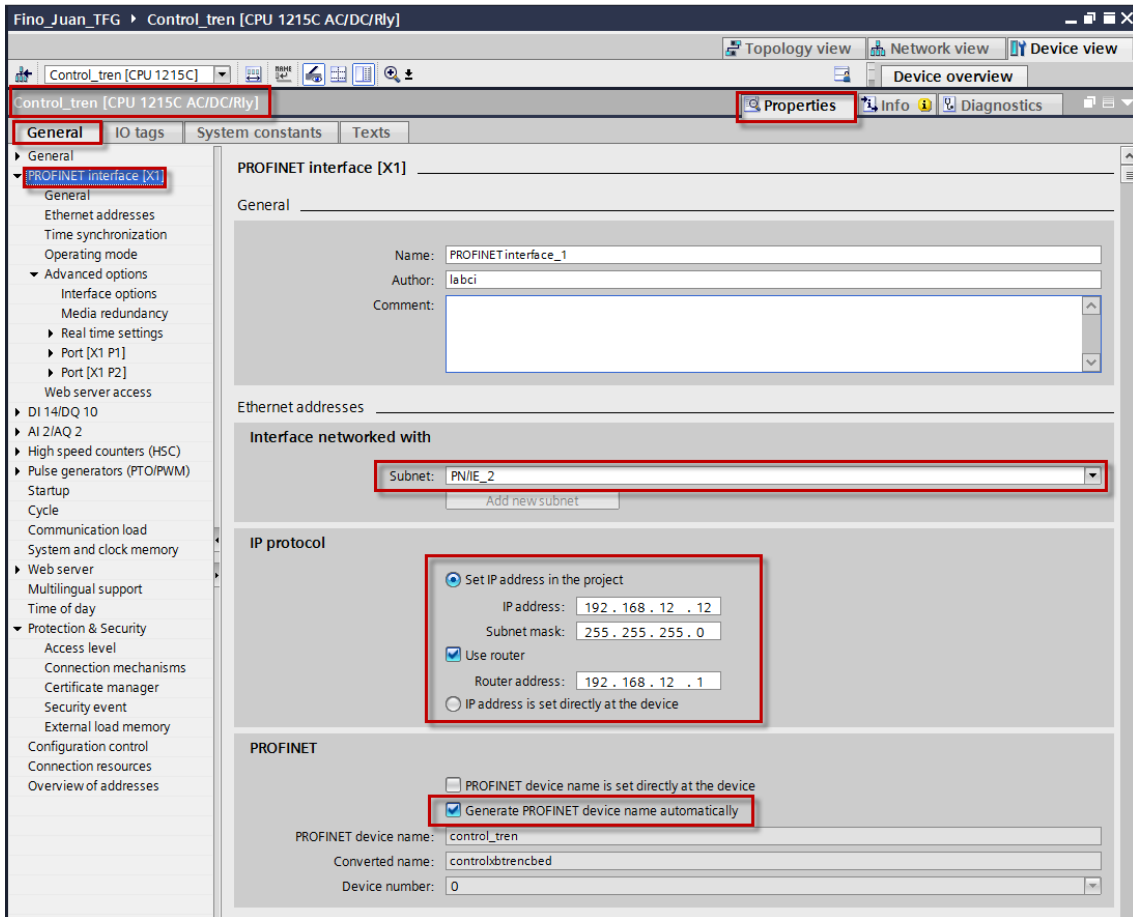 Fino_Juan_TFG ▸ Control_tren [CPU 1215C AC/DC/Rly]
Topology view Network view Device view
Control_tren [CPU 1215C] Device overview
Control_tren [CPU 1215C AC/DC/Rly] Properties Info Diagnostics
General IO tags System constants Texts
General
PROFINET interface [X1]
General
Ethernet addresses
Time synchronization
Operating mode
Advanced options
Interface options
Media redundancy
Real time settings
Port [X1 P1]
Port [X1 P2]
Web server access
DI 14/DQ 10
AI 2/AQ 2
High speed counters (HSC)
Pulse generators (PTO/PWM)
Startup
Cycle
Communication load
System and clock memory
Web server
Multilingual support
Time of day
Protection & Security
Access level
Connection mechanisms
Certificate manager
Security event
External load memory
Configuration control
Connection resources
Overview of addresses
PROFINET interface [X1]
General
Name: PROFINET interface_1
Author: labci
Comment:
Ethernet addresses
Interface networked with
Subnet: PN/IE_2
Add new subnet
IP protocol
Set IP address in the project
IP address: 192 . 168 . 12 . 12
Subnet mask: 255 . 255 . 255 . 0
Use router
Router address: 192 . 168 . 12 . 1
IP address is set directly at the device
PROFINET
PROFINET device name is set directly at the device
Generate PROFINET device name automatically
PROFINET device name: control_tren
Converted name: controlxbtrencbed
Device number: 0